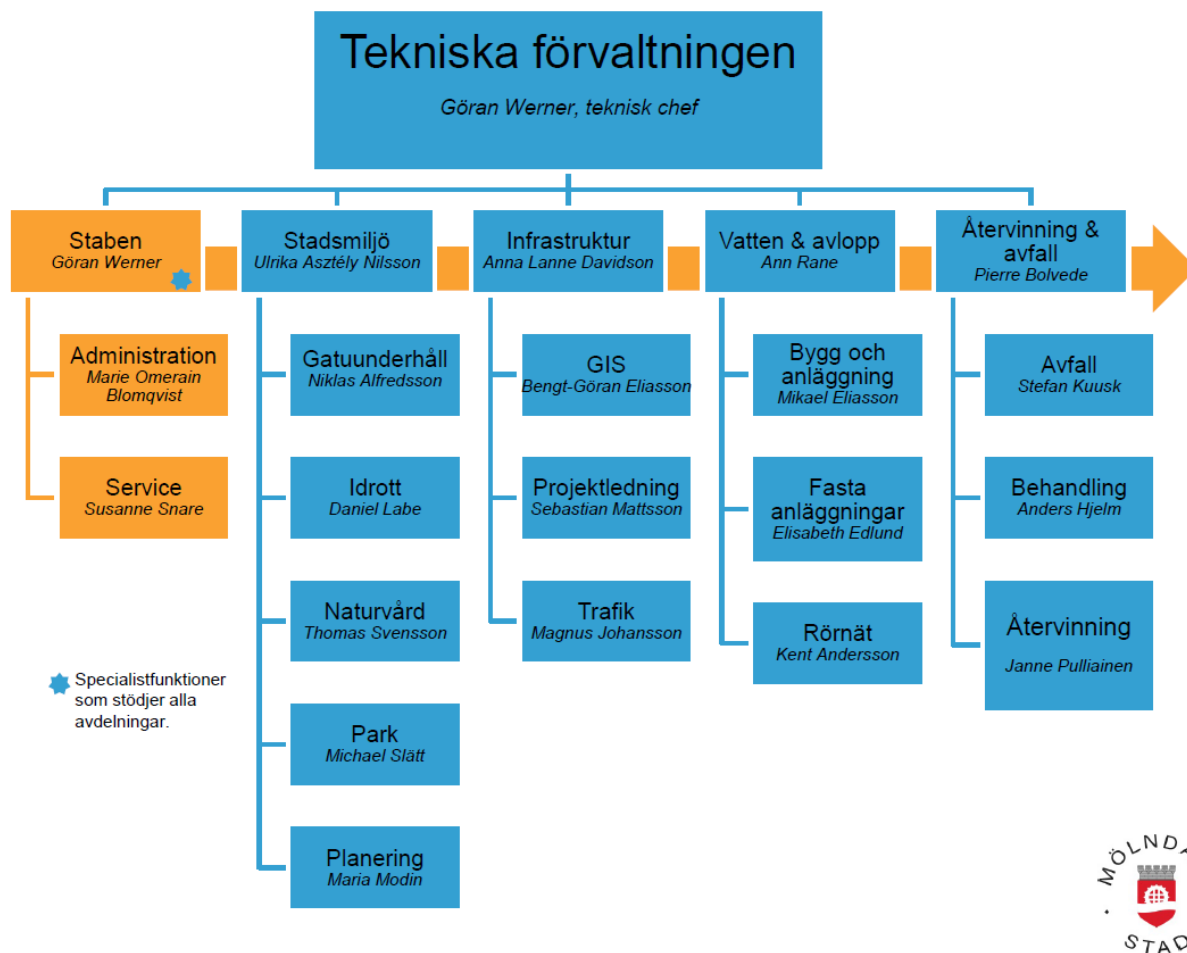 Tekniska förvaltningen
Göran Werner, teknisk chef
Staben
Göran Werner
Stadsmiljö
Ulrika Asztély Nilsson
Infrastruktur
Anna Lanne Davidson
Vatten & avlopp
Ann Rane
Återvinning &
avfall
Pierre Bolvede
Administration
Marie Omerain
Blomqvist
Service
Susanne Snare
Gatuunderhåll
Niklas Alfredsson
Idrott
Daniel Labe
Naturvård
Thomas Svensson
Park
Michael Slätt
Planering
Maria Modin
GIS
Bengt-Göran Eliasson
Projektledning
Sebastian Mattsson
Trafik
Magnus Johansson
Bygg och
anläggning
Mikael Eliasson
Fasta
anläggningar
Elisabeth Edlund
Rörnät
Kent Andersson
Avfall
Stefan Kuusk
Behandling
Anders Hjelm
Återvinning
Janne Pulliainen
Specialistfunktioner
som stödjer alla
avdelningar.
MÖLNDA
STAD